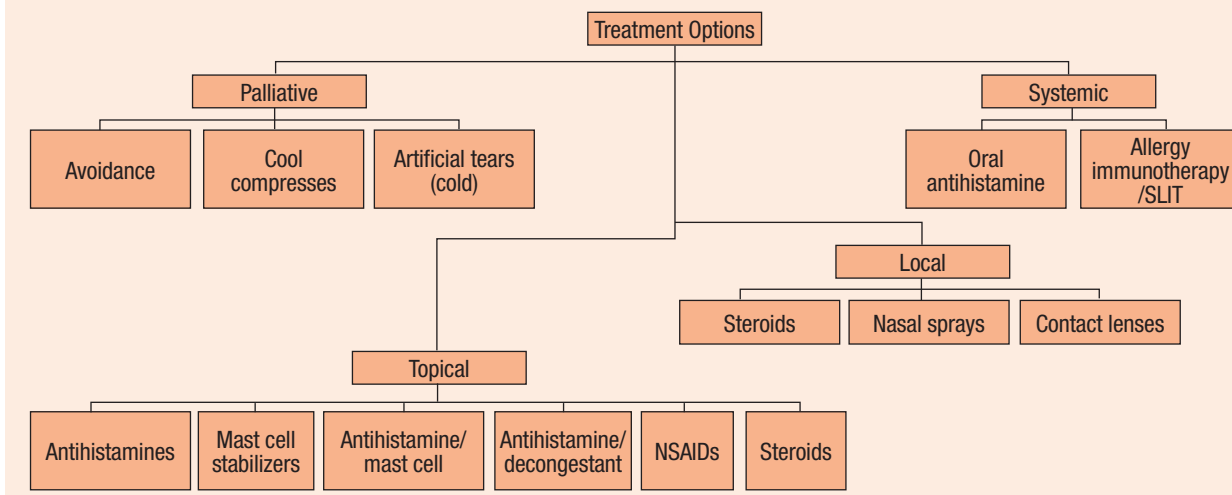 Treatment Options
Palliative
Systemic
Avoidance
Cool
compresses
Artificial tears
(cold)
Oral
antihistamine
Allergy
immunotherapy
/SLIT
Local
Steroids
Nasal sprays
Contact lenses
Topical
Antihistamines
Mast cell
stabilizers
Antihistamine/
mast cell
Antihistamine/
decongestant
NSAIDs
Steroids